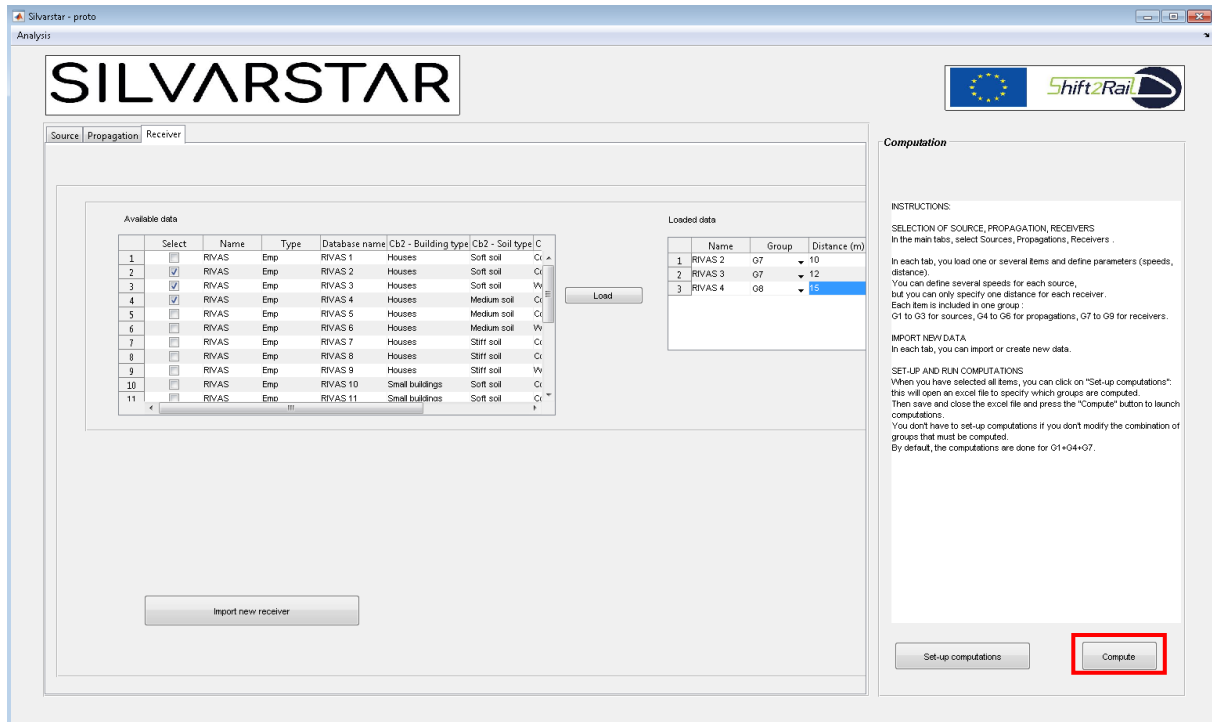 Silvarstar - proto
Analysis
SILVARSTAR
Shift2Rail
Source Propagation Receiver
Available data
Select Name Type Database name Cb2 - Building type Cb2 - Soil type C
1 RIVAS Emp RIVAS 1 Houses Soft soil
2 RIVAS Emp RIVAS 2 Houses Soft soil
3 RIVAS Emp RIVAS 3 Houses Soft soil
4 RIVAS Emp RIVAS 4 Houses Medium soil
5 RIVAS Emp RIVAS 5 Houses Medium soil
6 RIVAS Emp RIVAS 6 Houses Medium soil
7 RIVAS Emp RIVAS 7 Houses Stiff soil
8 RIVAS Emp RIVAS 8 Houses Stiff soil
9 RIVAS Emp RIVAS 9 Houses Stiff soil
10 RIVAS Emp RIVAS 10 Small buildings Soft soil
11 RIVAS Emp RIVAS 11 Small buildings Soft soil
Load
Loaded data
Name Group Distance (m)
1 RIVAS 2 G7 10
2 RIVAS 3 G7 12
3 RIVAS 4 G8 15
Import new receiver
Computation
INSTRUCTIONS:
SELECTION OF SOURCE, PROPAGATION, RECEIVERS
In the main tabs, select Sources, Propagations, Receivers .
In each tab, you load one or several items and define parameters (speeds,
distance).
You can define several speeds for each source,
but you can only specify one distance for each receiver.
Each item is included in one group :
G1 to G3 for sources, G4 to G6 for propagations, G7 to G9 for receivers.
IMPORT NEW DATA
In each tab, you can import or create new data.
SET-UP AND RUN COMPUTATIONS
When you have selected all items, you can click on "Set-up computations":
this will open an excel file to specify which groups are computed.
Then save and close the excel file and press the "Compute" button to launch
computations.
You don't have to set-up computations if you don't modify the combination of
groups that must be computed.
By default, the computations are done for G1+G4+G7.
Set-up computations
Compute